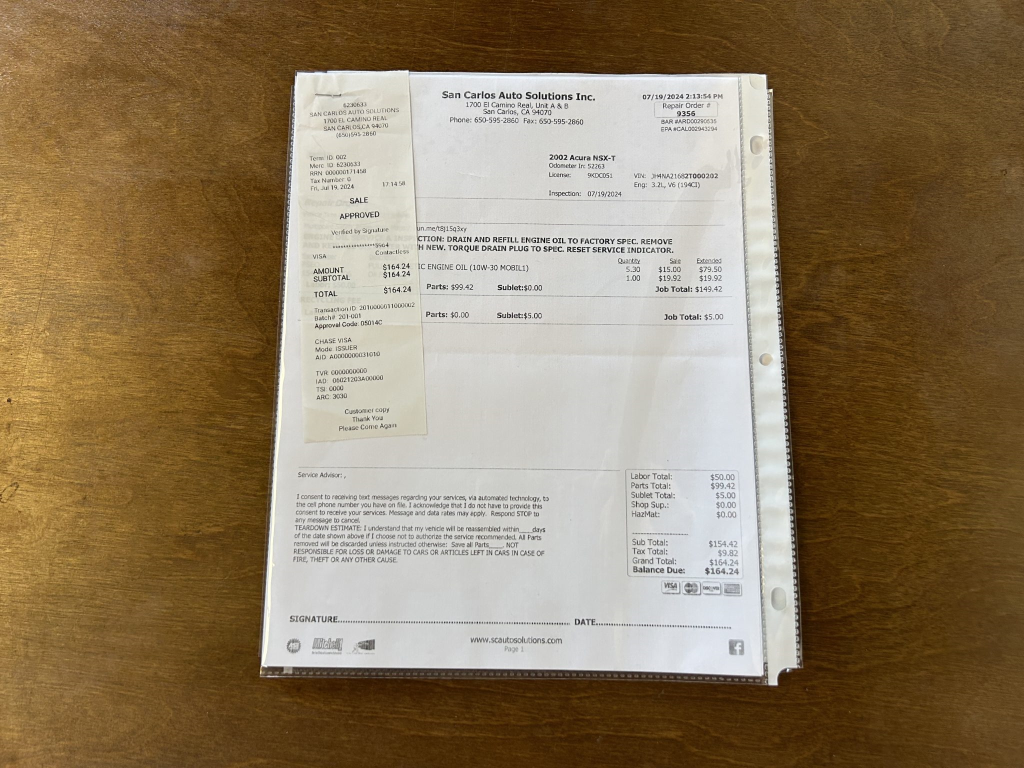 6230633
SAN CARLOS AUTO SOLUTIONS
1700 EL CAMINO REAL
SAN CARLOS,CA 94070
(650)595-2860
Term ID: 002
Merc ID: 6230633
RRN: 000000171458
Tax Number: 0
Fri, Jul 19, 2024 17:14:58
SALE
APPROVED
Verified by Signature
VISA Contactless
AMOUNT $164.24
SUBTOTAL $164.24
TOTAL $164.24
Batch#: 201-001
Approval Code: 05014C
CHASE VISA
Mode: ISSUER
AID: A0000000031010
TVR: 0000000000
IAD: 06021203A00000
TSI: 0000
ARC: 3030
Customer copy
Thank You
Please Come Again
San Carlos Auto Solutions Inc.
1700 El Camino Real, Unit A & B
San Carlos, CA 94070
Phone: 650-595-2860 Fax: 650-595-2860
07/19/2024 2:13:54 PM
Repair Order #
9356
BAR #ARD00290535
EPA #CAL002943294
2002 Acura NSX-T
Odometer In: 52263
License: 9KDC051 VIN: JH4NA21682T000202
Eng: 3.2L, V6 (194CI)
Inspection: 07/19/2024
un.me/t8j15q3xy
CTION: DRAIN AND REFILL ENGINE OIL TO FACTORY SPEC. REMOVE
H NEW. TORQUE DRAIN PLUG TO SPEC. RESET SERVICE INDICATOR.
Quantity Sale Extended
IC ENGINE OIL (10W-30 MOBIL1) 5.30 $15.00 $79.50
1.00 $19.92 $19.92
Parts: $99.42 Sublet:$0.00 Job Total: $149.42
Parts: $0.00 Sublet:$5.00 Job Total: $5.00
Service Advisor: ,
I consent to receiving text messages regarding your services, via automated technology, to
the cell phone number you have on file. I acknowledge that I do not have to provide this
consent to receive your services. Message and data rates may apply. Respond STOP to
any message to cancel.
TEARDOWN ESTIMATE: I understand that my vehicle will be reassembled within____days
of the date shown above if I choose not to authorize the service recommended. All Parts
removed will be discarded unless instructed otherwise: Save all Parts____. NOT
RESPONSIBLE FOR LOSS OR DAMAGE TO CARS OR ARTICLES LEFT IN CARS IN CASE OF
FIRE, THEFT OR ANY OTHER CAUSE.
Labor Total: $50.00
Parts Total: $99.42
Sublet Total: $5.00
Shop Sup.: $0.00
HazMat: $0.00
Sub Total: $154.42
Tax Total: $9.82
Grand Total: $164.24
Balance Due: $164.24
VISA
SIGNATURE DATE
www.scautosolutions.com
Page 1